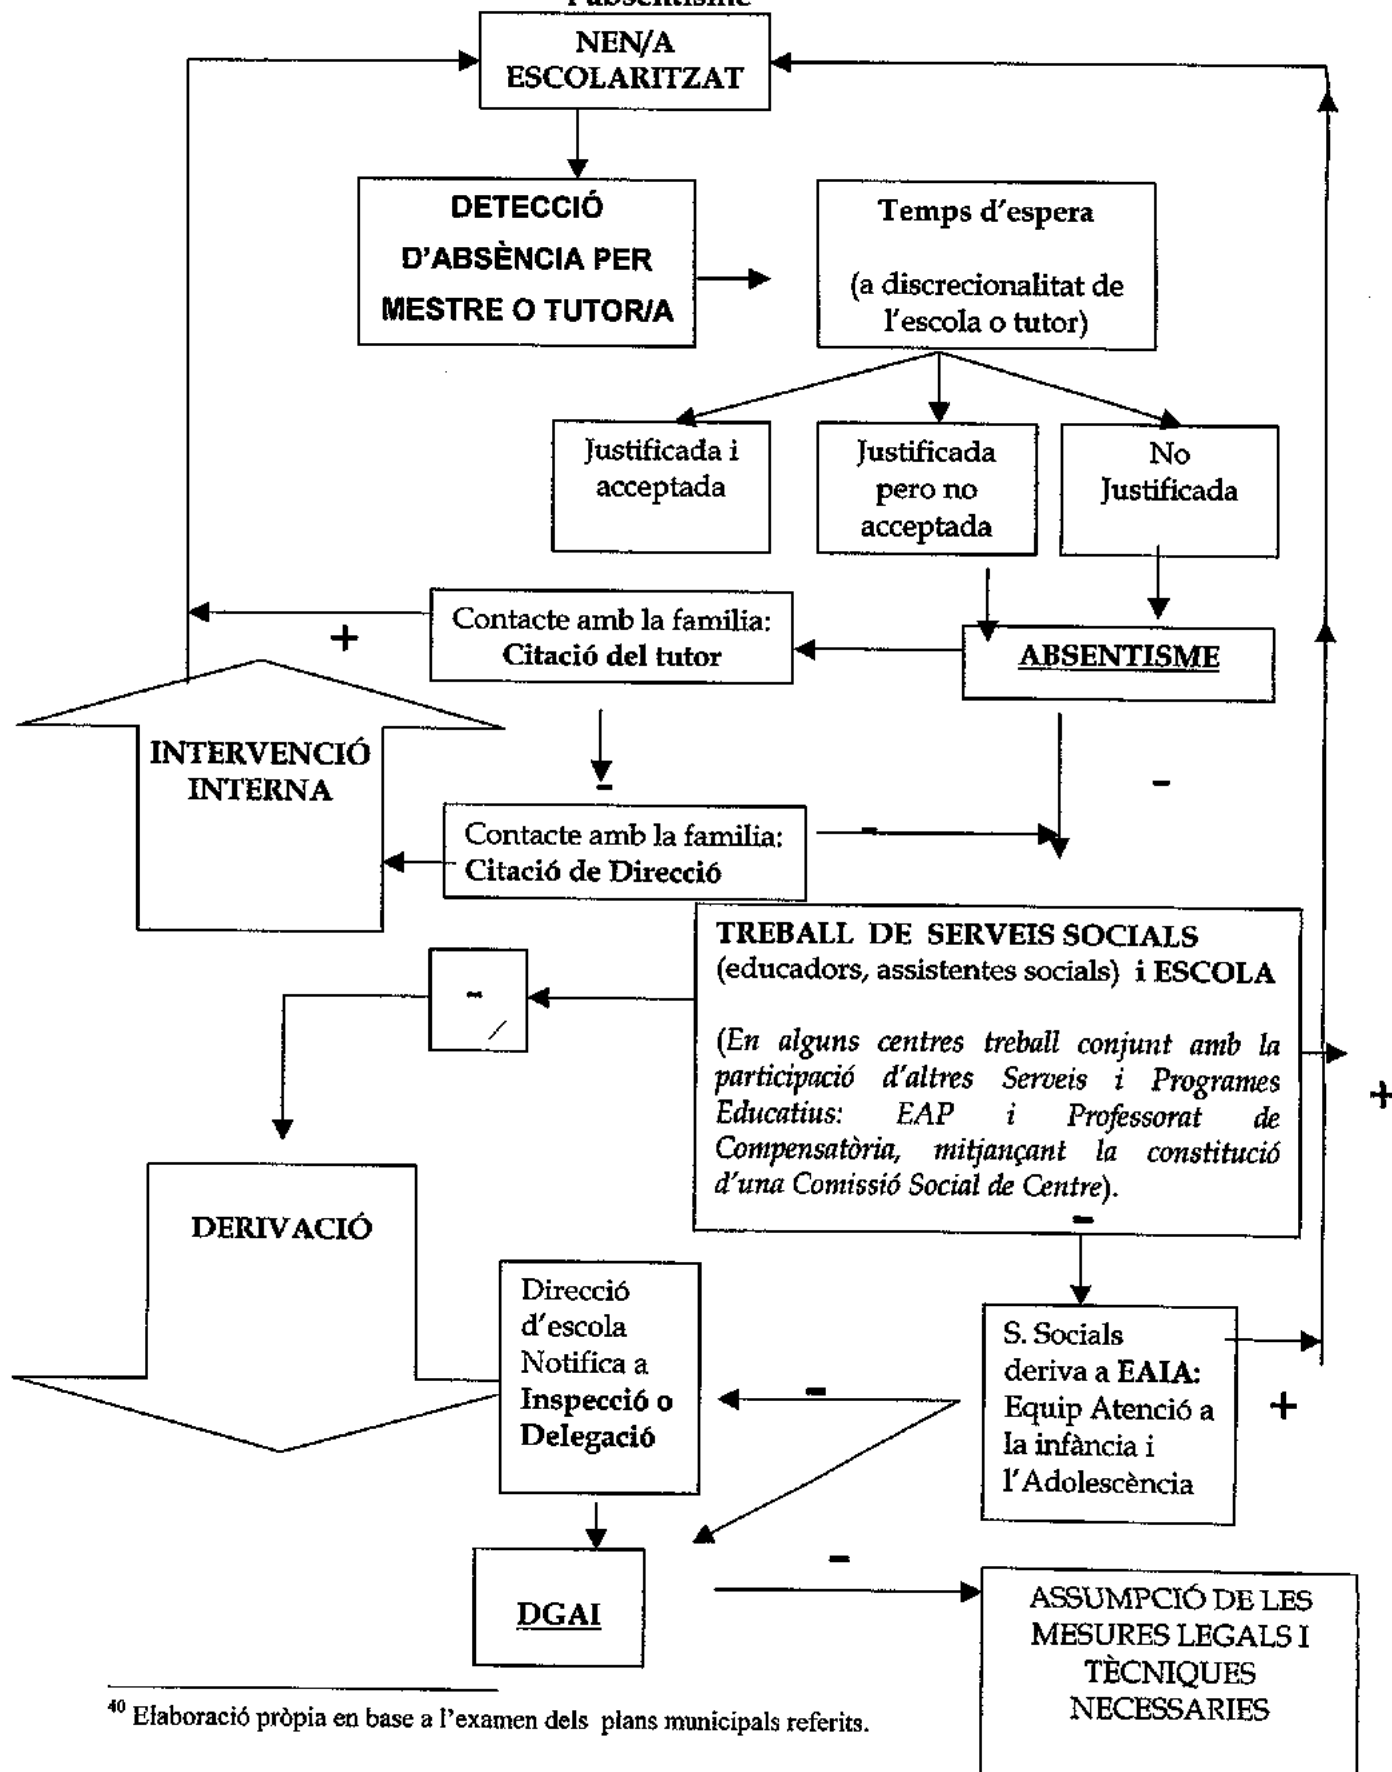 l'absentisme
NEN/A
ESCOLARITZAT
DETECCIÓ
D'ABSÈNCIA PER
MESTRE O TUTOR/A
Temps d'espera
(a discrecionalitat de
l'escola o tutor)
Justificada i
acceptada
Justificada
pero no
acceptada
No
Justificada
Contacte amb la familia:
Citació del tutor
+
ABSENTISME
INTERVENCIÓ
INTERNA
-
-
Contacte amb la familia:
Citació de Direcció
-
TREBALL DE SERVEIS SOCIALS
(educadors, assistentes socials) i ESCOLA
(En alguns centres treball conjunt amb la
participació d'altres Serveis i Programes
Educatius: EAP i Professorat de
Compensatòria, mitjançant la constitució
d'una Comissió Social de Centre).
-
+
-
DERIVACIÓ
Direcció
d'escola
Notifica a
Inspecció o
Delegació
-
S. Socials
deriva a EAIA:
Equip Atenció a
la infància i
l'Adolescència
+
DGAI
-
ASSUMPCIÓ DE LES
MESURES LEGALS I
TÈCNIQUES
NECESSARIES
40 Elaboració pròpia en base a l'examen dels plans municipals referits.